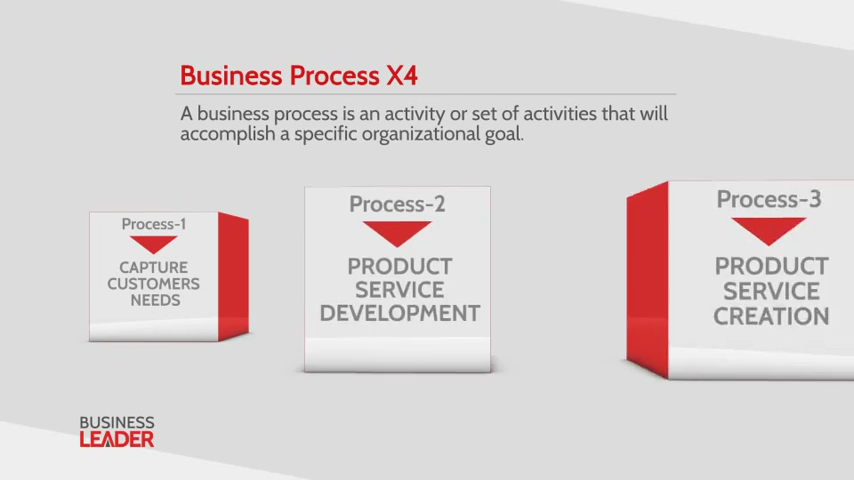 Business Process X4
A business process is an activity or set of activities that will
accomplish a specific organizational goal.
Process-1
CAPTURE
CUSTOMERS
NEEDS
Process-2
PRODUCT
SERVICE
DEVELOPMENT
Process-3
PRODUCT
SERVICE
CREATION
BUSINESS
LEADER